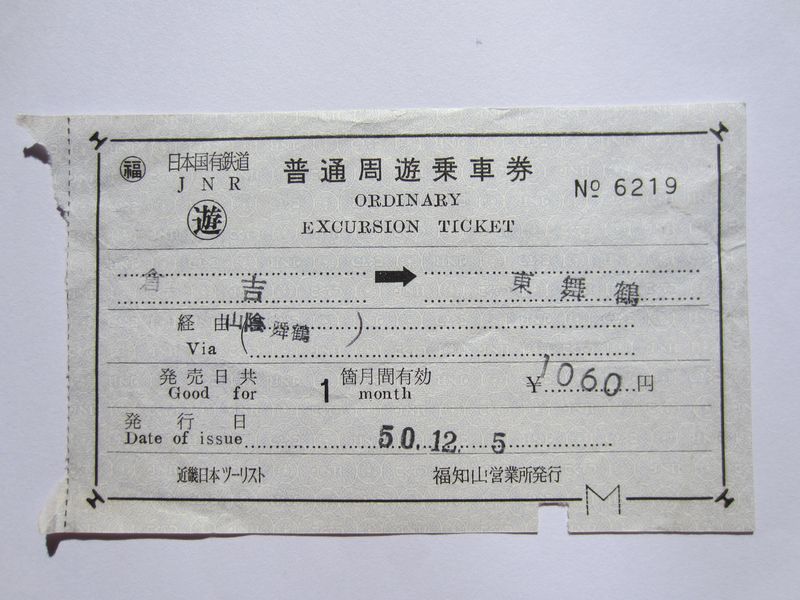 福 日本国有鉄道 普通周遊乗車券
JNR ORDINARY № 6219
遊 EXCURSION TICKET
倉吉 ➡ 東舞鶴
経由 山陰
Via (舞鶴)
発売日共 1 箇月間有効 ¥1060円
Good for month
発行日
Date of issue 50.12.5
近畿日本ツーリスト 福知山営業所発行
M